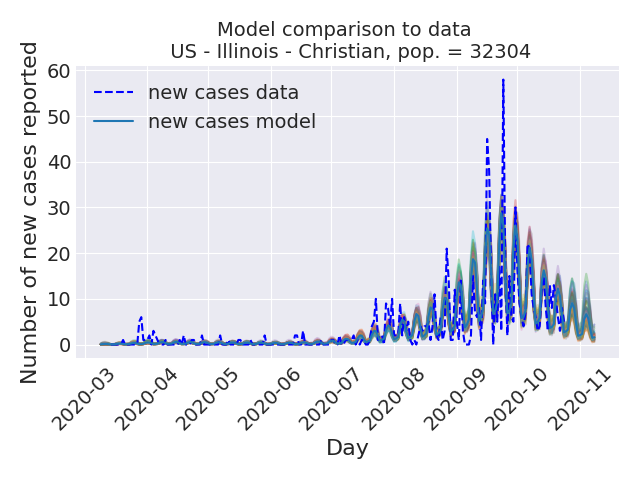 Model comparison to data
US - Illinois - Christian, pop. = 32304
Number of new cases reported
60
50
40
30
20
10
0
new cases data
new cases model
2020-03
2020-04
2020-05
2020-06
2020-07
2020-08
2020-09
2020-10
2020-11
Day